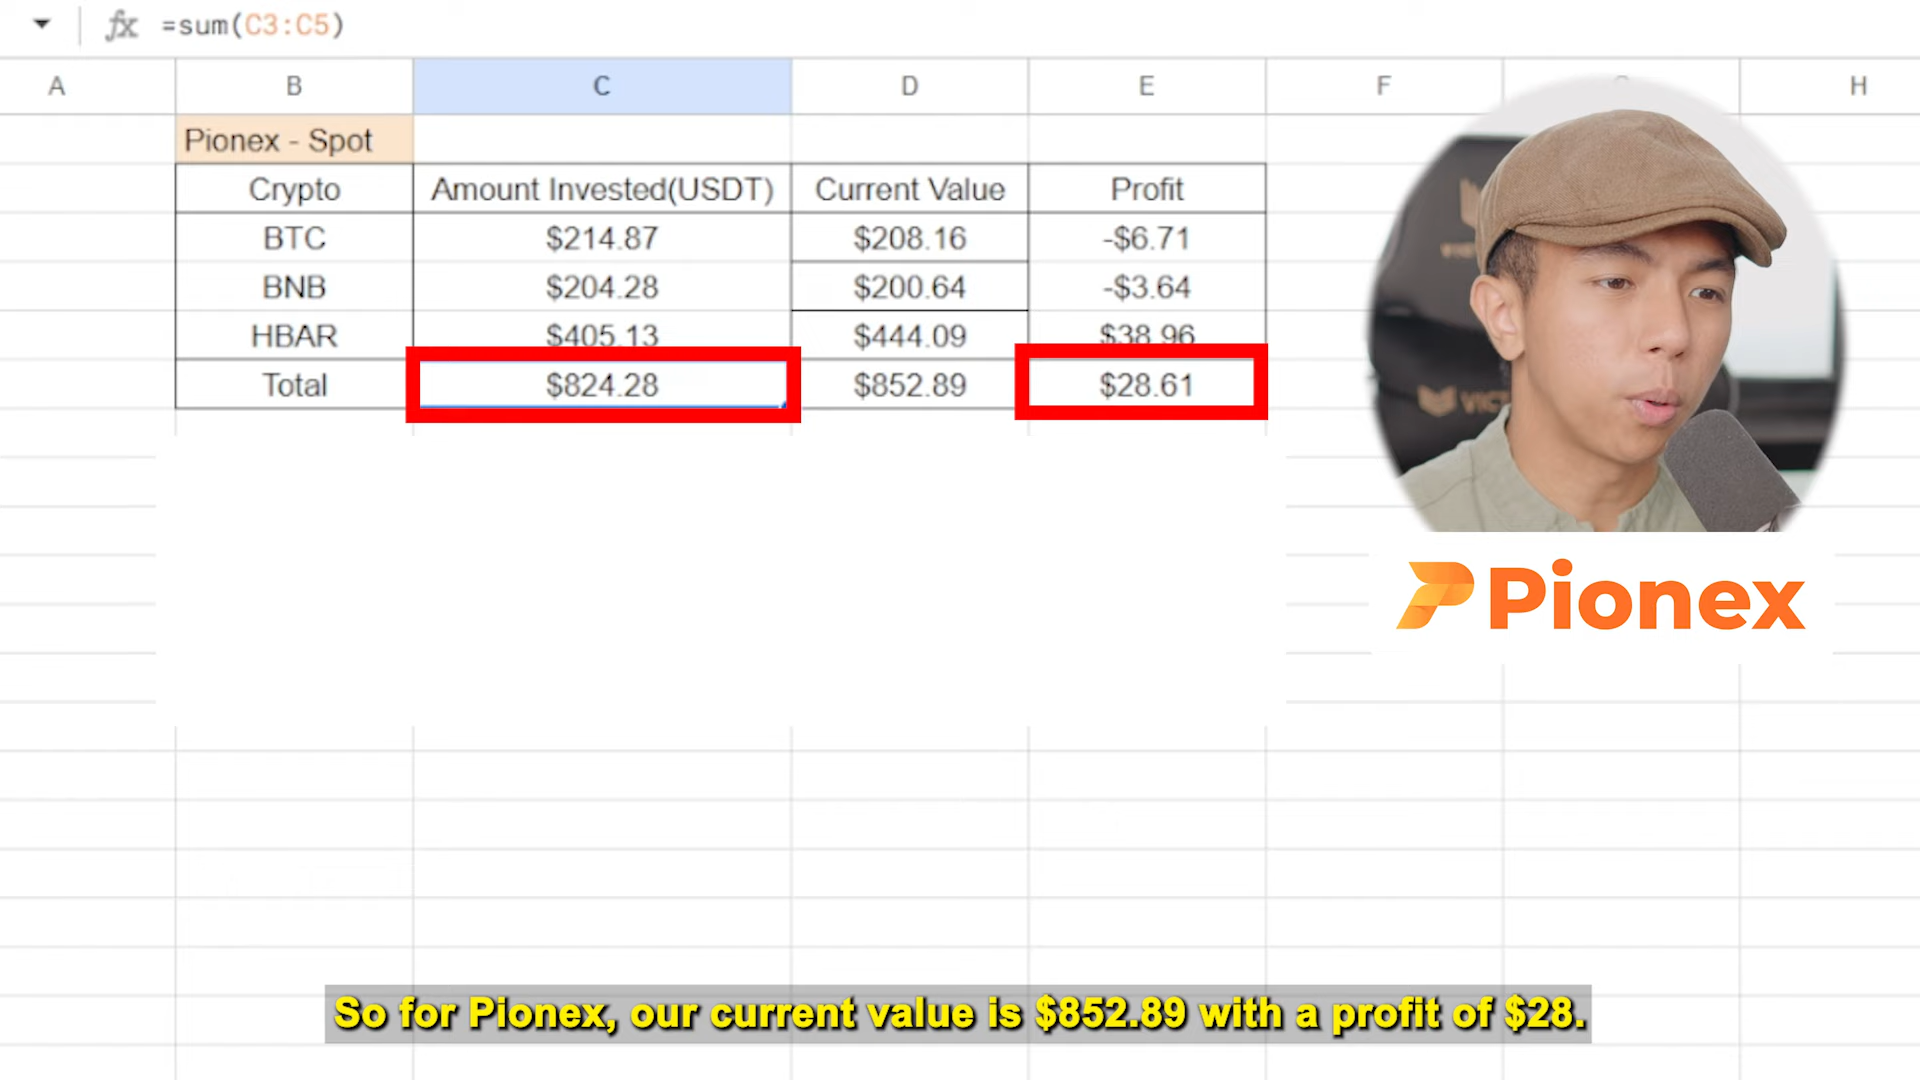 fx =sum(C3:C5)
A B C D E F H
Pionex - Spot
Crypto Amount Invested(USDT) Current Value Profit
BTC $214.87 $208.16 -$6.71
BNB $204.28 $200.64 -$3.64
HBAR $405.13 $444.09 $38.96
Total $824.28 $852.89 $28.61
Pionex
So for Pionex, our current value is $852.89 with a profit of $28.